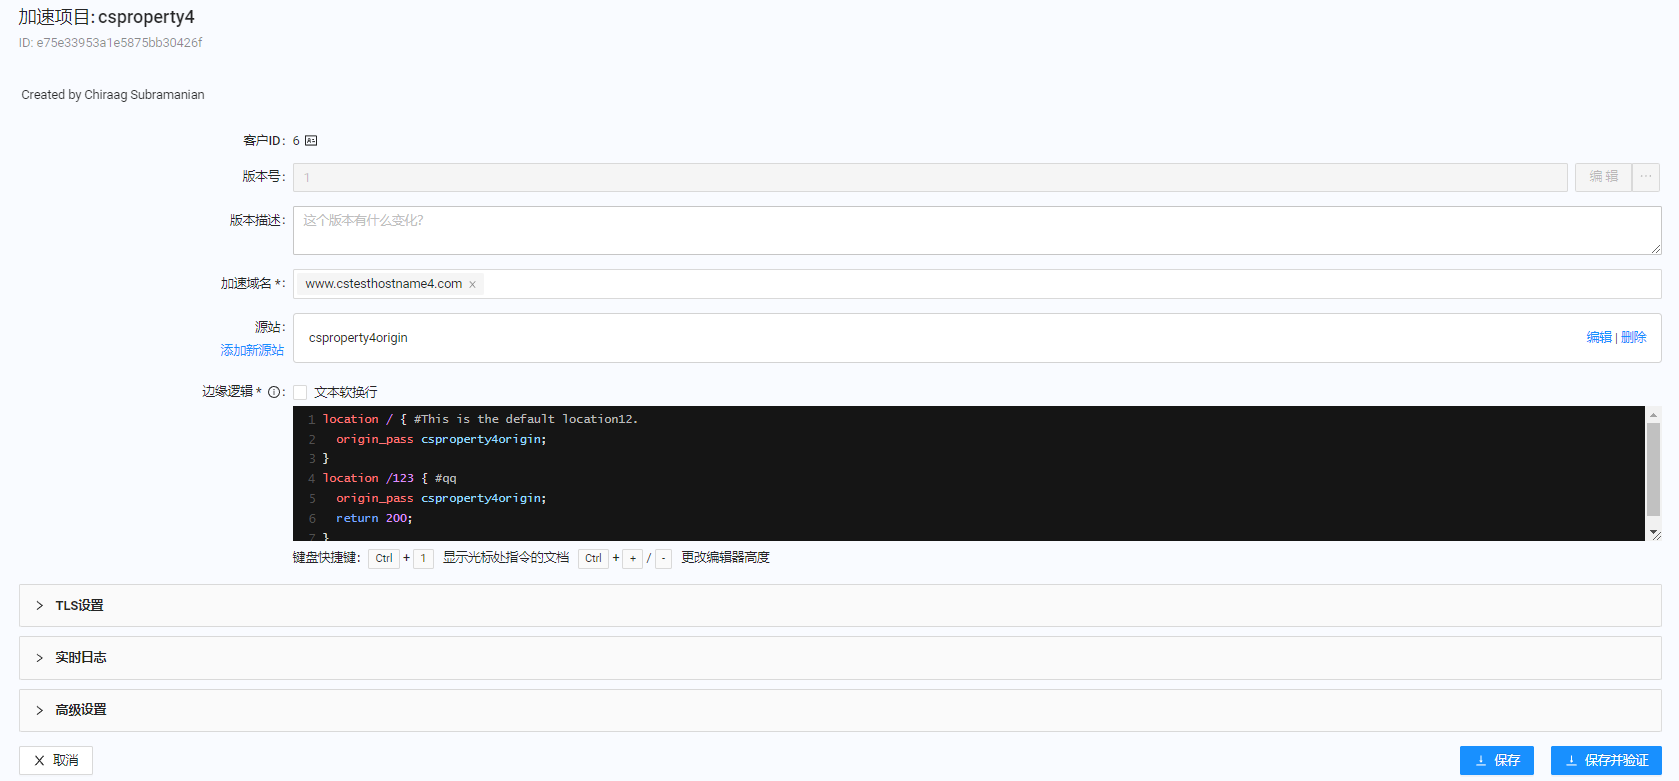 加速项目: csproperty4
ID: e75e33953a1e5875bb30426f
Created by Chiraag Subramanian
客户ID: 6
版本号: 1 编 辑 ···
版本描述: 这个版本有什么变化?
加速域名 *: www.cstesthostname4.com ×
源站: csproperty4origin 编辑 | 删除
添加新源站
边缘逻辑 * : 文本软换行
1 location / { #This is the default location12.
2 origin_pass csproperty4origin;
3 }
4 location /123 { #qq
5 origin_pass csproperty4origin;
6 return 200;
7 }
键盘快捷键: Ctrl + 1 显示光标处指令的文档 Ctrl + + / - 更改编辑器高度
TLS设置
实时日志
高级设置
取消 保存 保存并验证